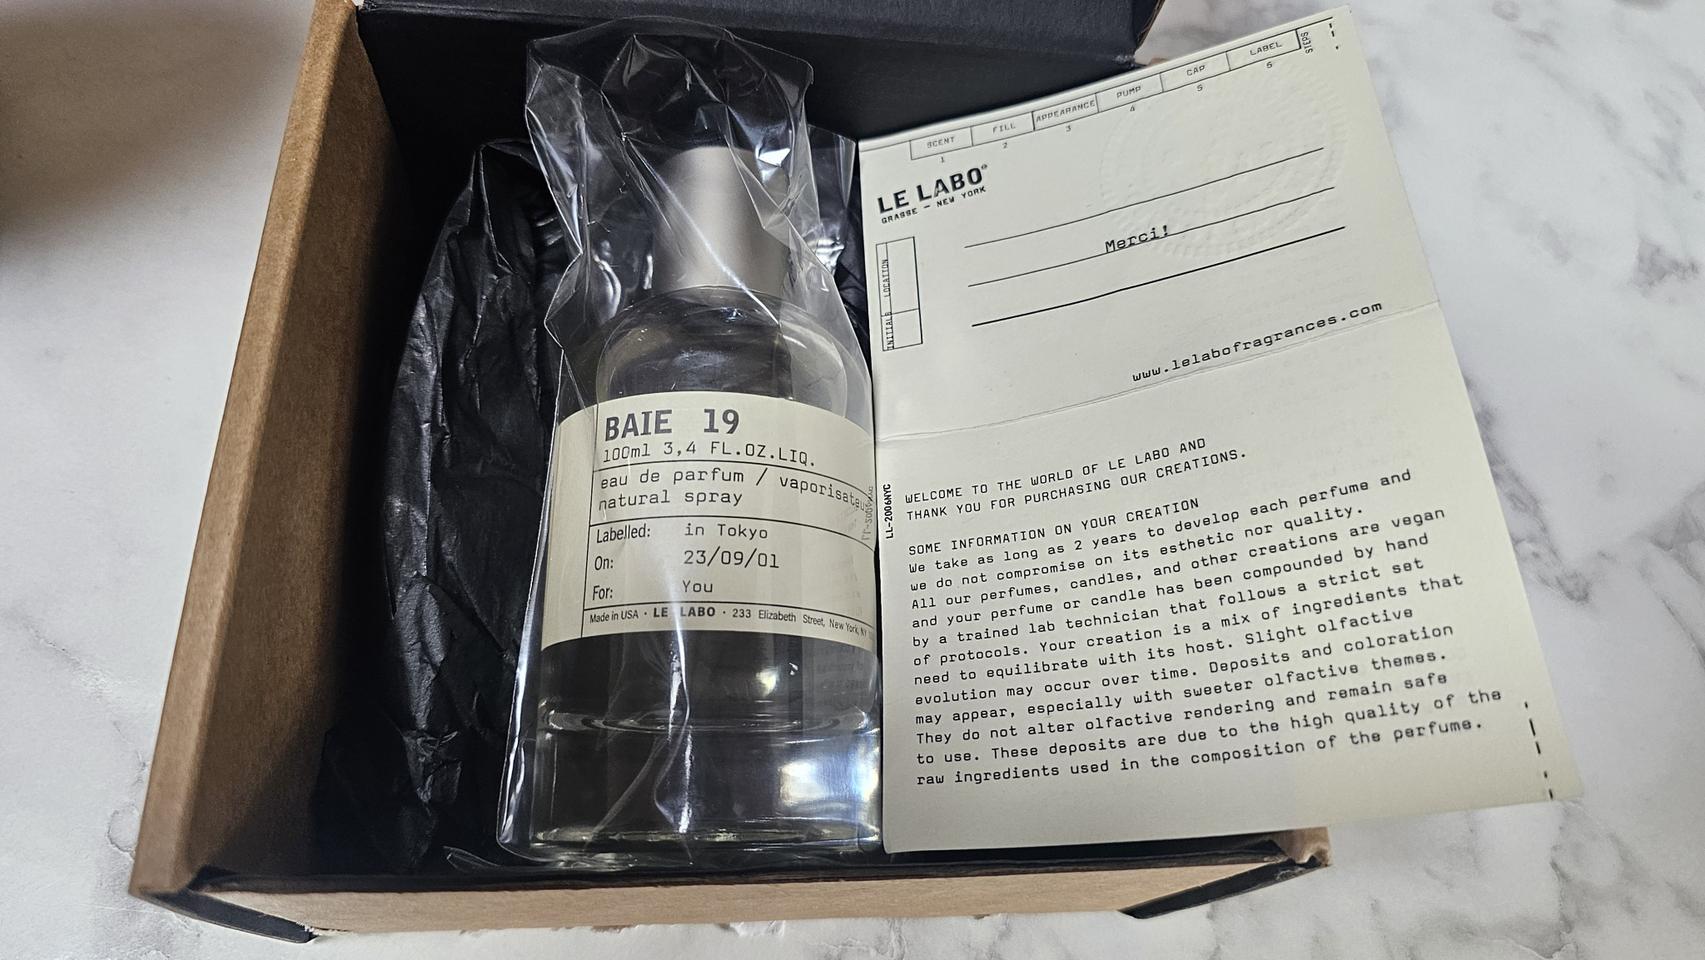 BAIE 19
100ml 3,4 FL.OZ.LIQ.
eau de parfum / vaporisateu
natural spray
Labelled: in Tokyo
On: 23/09/01
For: You
Made in USA · LE LABO · 233 Elizabeth Street, New York, NY
SCENT FILL APPEARANCE PUMP CAP LABEL STEPS
1 2 3 4 5 6
LE LABO®
GRASSE — NEW YORK
LOCATION
INITIALS
Merci!
www.lelabofragrances.com
LL-2006NYC
WELCOME TO THE WORLD OF LE LABO AND
THANK YOU FOR PURCHASING OUR CREATIONS.
SOME INFORMATION ON YOUR CREATION
We take as long as 2 years to develop each perfume and
we do not compromise on its esthetic nor quality.
All our perfumes, candles, and other creations are vegan
and your perfume or candle has been compounded by hand
by a trained lab technician that follows a strict set
of protocols. Your creation is a mix of ingredients that
need to equilibrate with its host. Slight olfactive
evolution may occur over time. Deposits and coloration
may appear, especially with sweeter olfactive themes.
They do not alter olfactive rendering and remain safe
to use. These deposits are due to the high quality of the
raw ingredients used in the composition of the perfume.